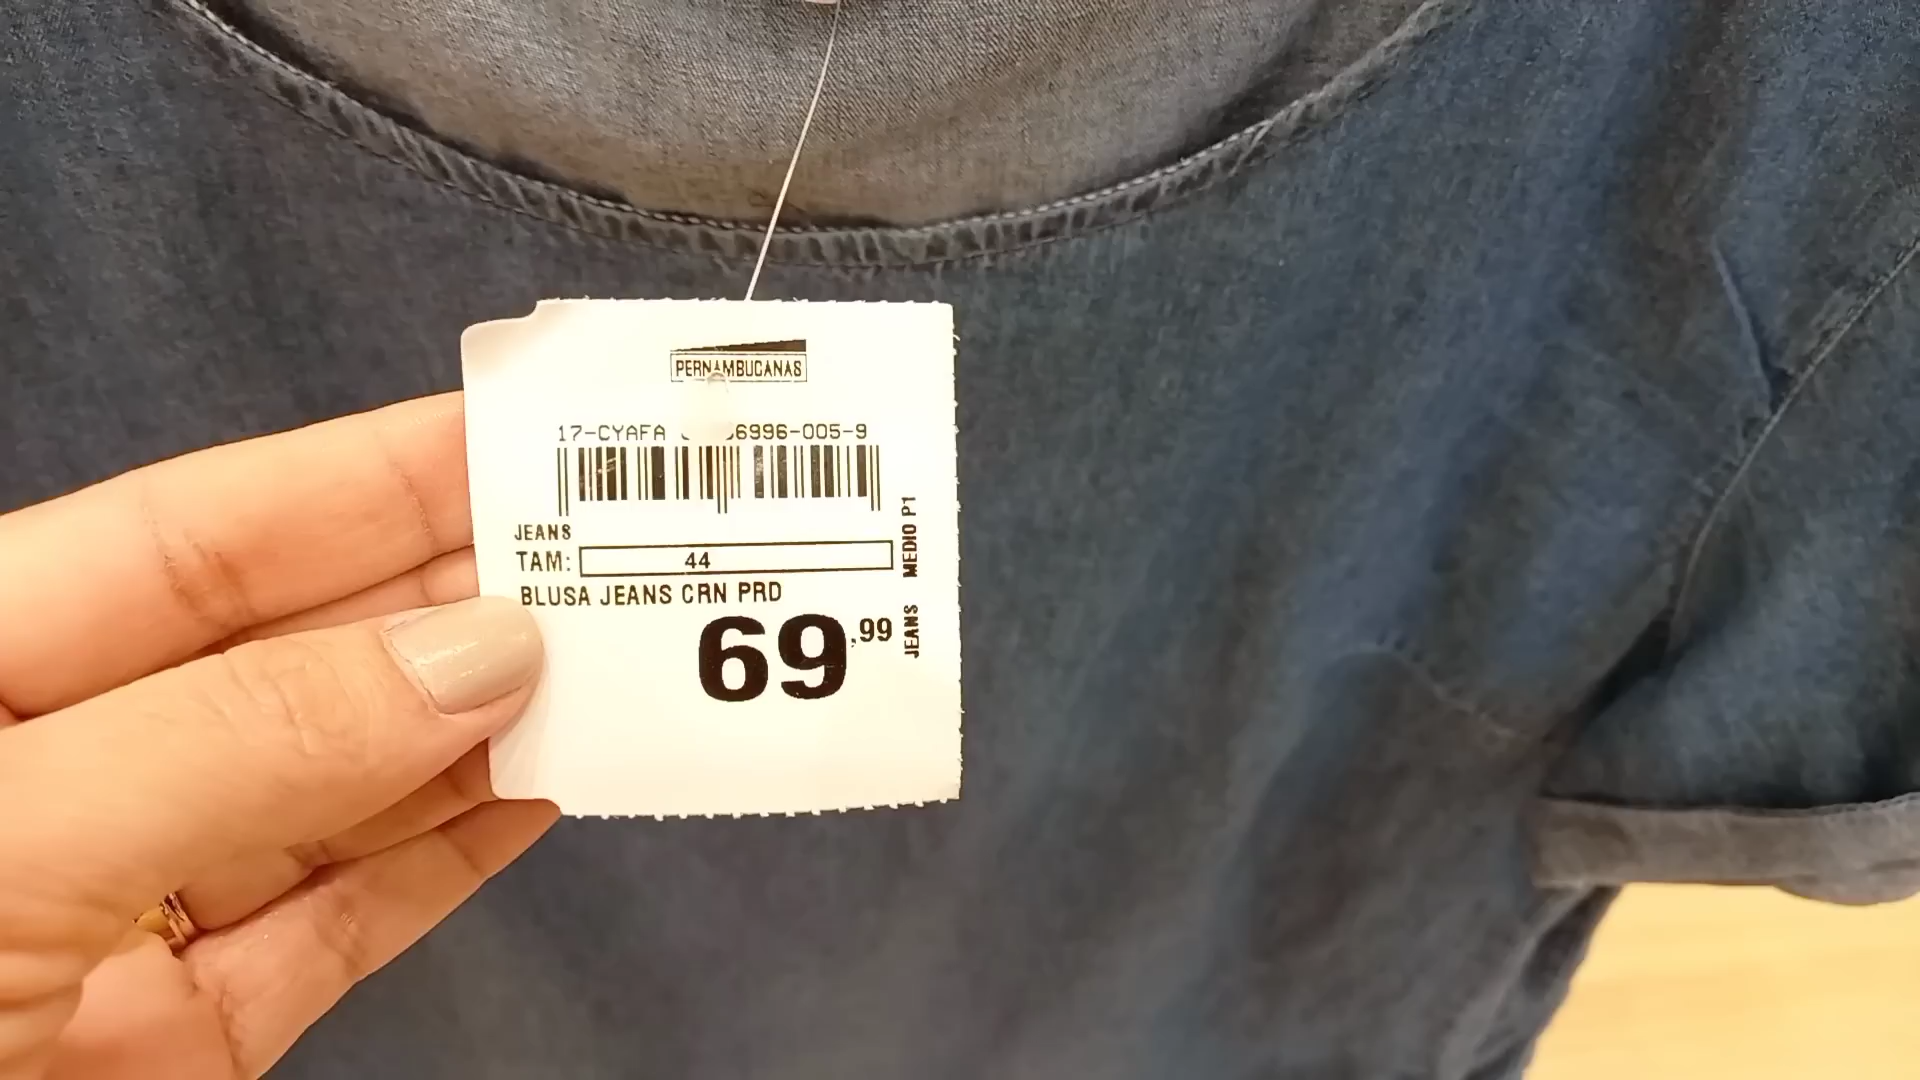 PERNAMBUCANAS
17-CYAFA 6996-005-9
JEANS
TAM: 44
BLUSA JEANS CRN PRD
69,99
JEANS MEDIO P1